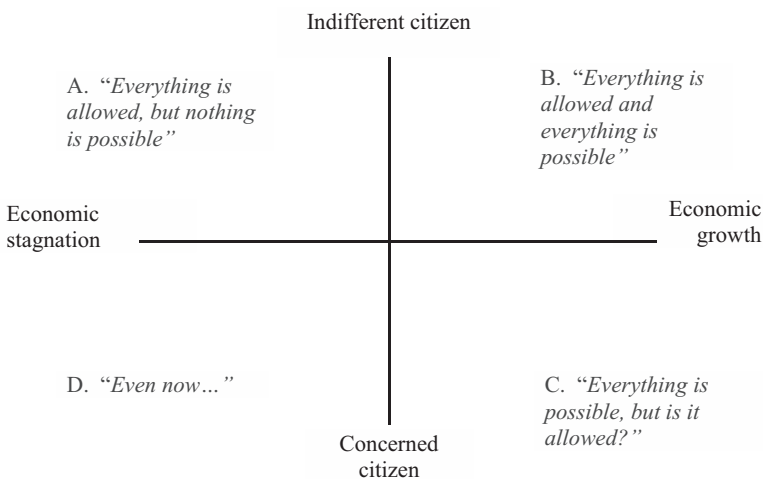 Indifferent citizen
A. “Everything is
allowed, but nothing
is possible”
B. “Everything is
allowed and
everything is
possible”
Economic
stagnation
Economic
growth
D. “Even now…”
C. “Everything is
possible, but is it
allowed?”
Concerned
citizen